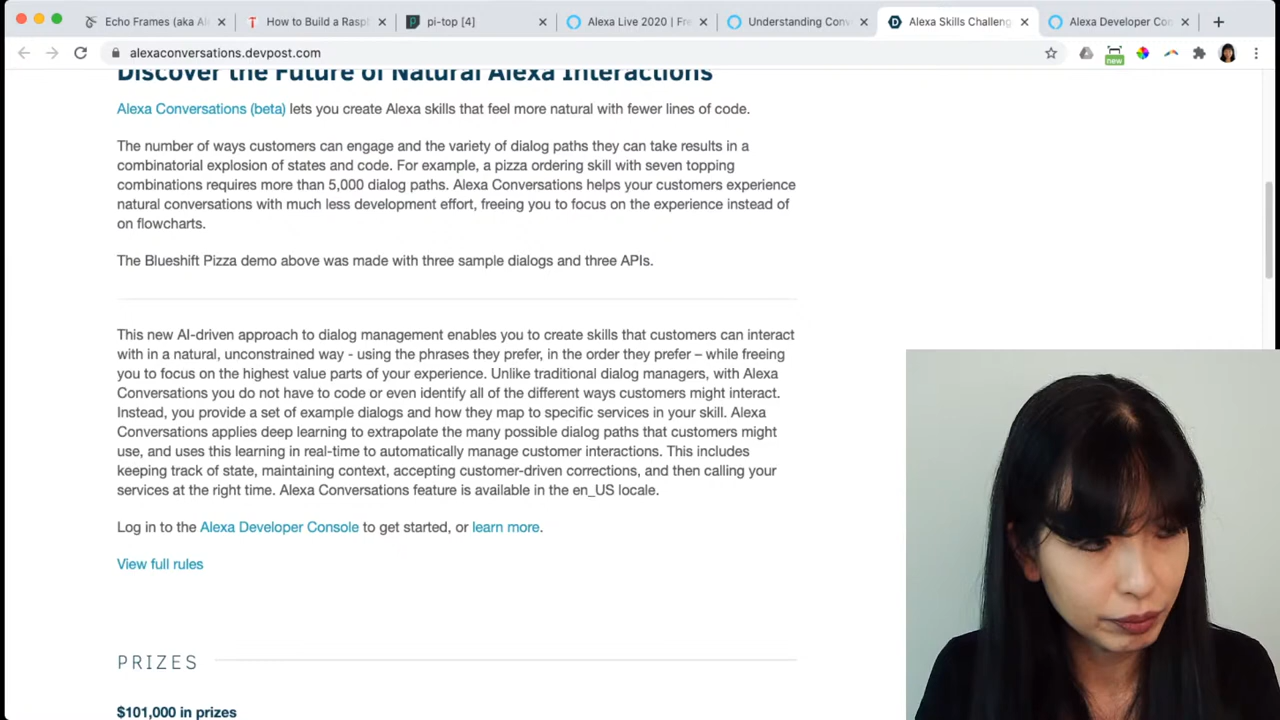 Echo Frames (aka Al
How to Build a Raspb
pi-top [4]
Alexa Live 2020 | Fre
Understanding Conv
Alexa Skills Challeng
Alexa Developer Con
alexaconversations.devpost.com
new
Discover the Future of Natural Alexa Interactions
Alexa Conversations (beta) lets you create Alexa skills that feel more natural with fewer lines of code.
The number of ways customers can engage and the variety of dialog paths they can take results in a
combinatorial explosion of states and code. For example, a pizza ordering skill with seven topping
combinations requires more than 5,000 dialog paths. Alexa Conversations helps your customers experience
natural conversations with much less development effort, freeing you to focus on the experience instead of
on flowcharts.
The Blueshift Pizza demo above was made with three sample dialogs and three APIs.
This new AI-driven approach to dialog management enables you to create skills that customers can interact
with in a natural, unconstrained way - using the phrases they prefer, in the order they prefer – while freeing
you to focus on the highest value parts of your experience. Unlike traditional dialog managers, with Alexa
Conversations you do not have to code or even identify all of the different ways customers might interact.
Instead, you provide a set of example dialogs and how they map to specific services in your skill. Alexa
Conversations applies deep learning to extrapolate the many possible dialog paths that customers might
use, and uses this learning in real-time to automatically manage customer interactions. This includes
keeping track of state, maintaining context, accepting customer-driven corrections, and then calling your
services at the right time. Alexa Conversations feature is available in the en_US locale.
Log in to the Alexa Developer Console to get started, or learn more.
View full rules
PRIZES
$101,000 in prizes